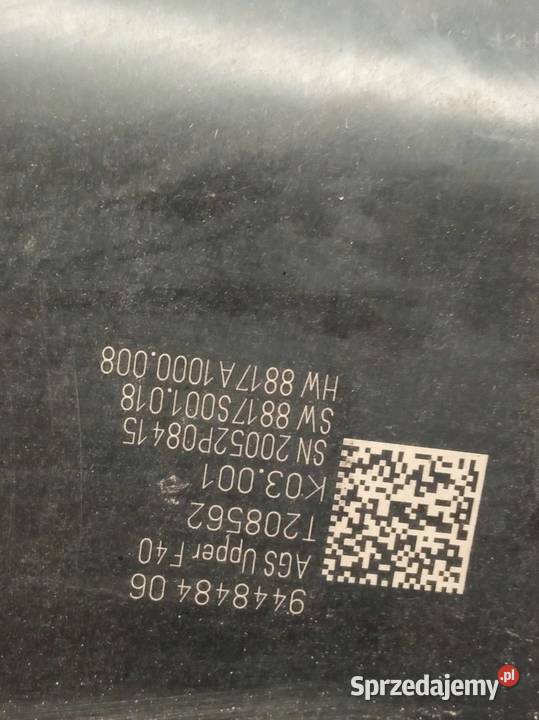 9448484 06
AGS Upper F40
T208562
K03.001
SN 20052P08415
SW 8817S001.018
HW 8817A1000.008
Sprzedajemy.pl